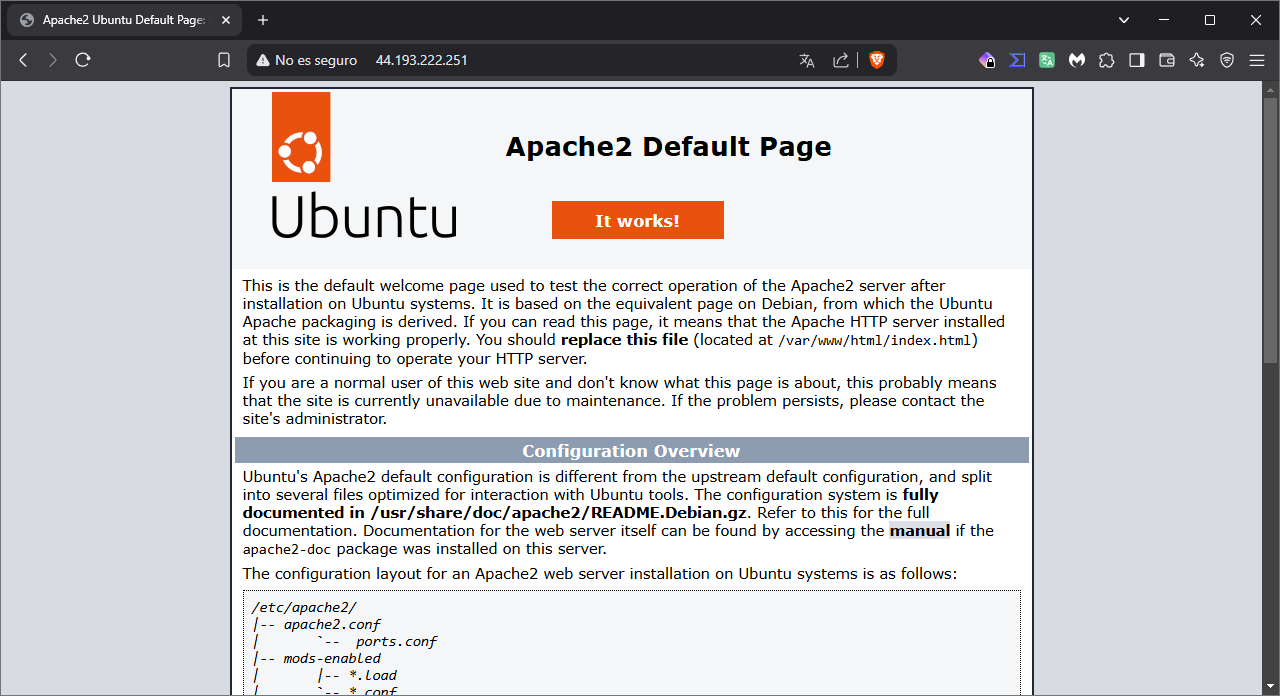 Apache2 Ubuntu Default Page:
No es seguro 44.193.222.251
Apache2 Default Page
Ubuntu
It works!
This is the default welcome page used to test the correct operation of the Apache2 server after
installation on Ubuntu systems. It is based on the equivalent page on Debian, from which the Ubuntu
Apache packaging is derived. If you can read this page, it means that the Apache HTTP server installed
at this site is working properly. You should replace this file (located at /var/www/html/index.html)
before continuing to operate your HTTP server.
If you are a normal user of this web site and don't know what this page is about, this probably means
that the site is currently unavailable due to maintenance. If the problem persists, please contact the
site's administrator.
Configuration Overview
Ubuntu's Apache2 default configuration is different from the upstream default configuration, and split
into several files optimized for interaction with Ubuntu tools. The configuration system is fully
documented in /usr/share/doc/apache2/README.Debian.gz. Refer to this for the full
documentation. Documentation for the web server itself can be found by accessing the manual if the
apache2-doc package was installed on this server.
The configuration layout for an Apache2 web server installation on Ubuntu systems is as follows:
/etc/apache2/
|-- apache2.conf
|       `--  ports.conf
|-- mods-enabled
|       |-- *.load
|       `-- *.conf